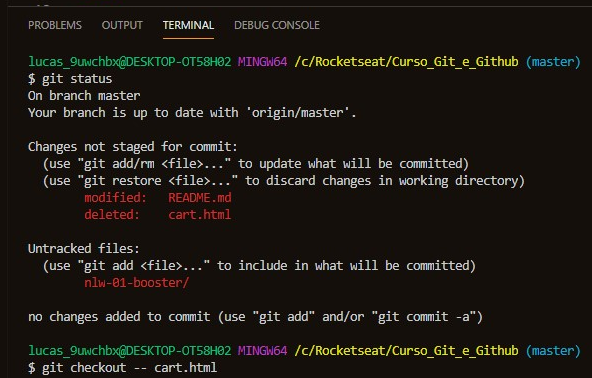 PROBLEMS OUTPUT TERMINAL DEBUG CONSOLE
lucas_9uwchbx@DESKTOP-OT58H02 MINGW64 /c/Rocketseat/Curso_Git_e_Github (master)
$ git status
On branch master
Your branch is up to date with 'origin/master'.
Changes not staged for commit:
(use "git add/rm <file>..." to update what will be committed)
(use "git restore <file>..." to discard changes in working directory)
modified: README.md
deleted: cart.html
Untracked files:
(use "git add <file>..." to include in what will be committed)
nlw-01-booster/
no changes added to commit (use "git add" and/or "git commit -a")
lucas_9uwchbx@DESKTOP-OT58H02 MINGW64 /c/Rocketseat/Curso_Git_e_Github (master)
$ git checkout -- cart.html